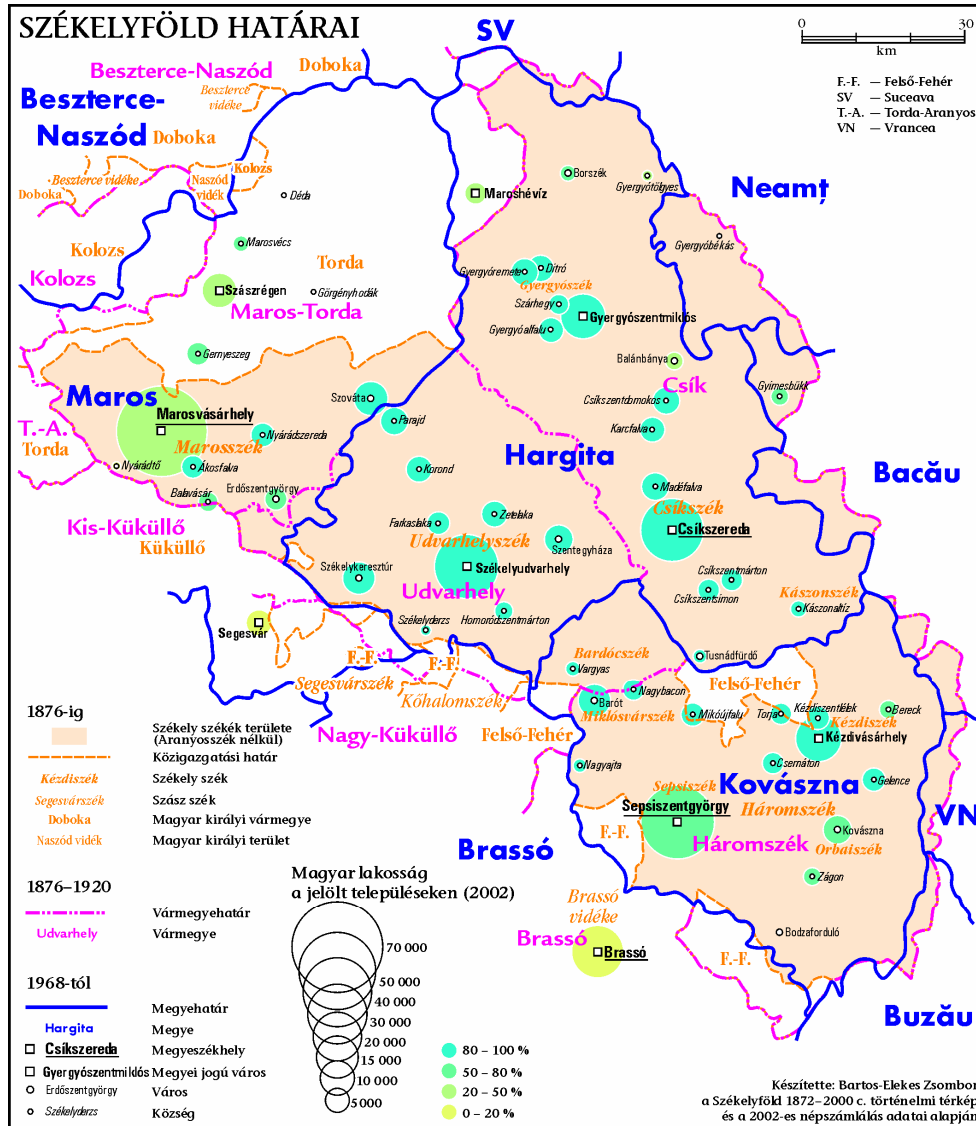 SZÉKELYFÖLD HATÁRAI
0 30
km
F.-F. — Felső-Fehér
SV — Suceava
T.-A. — Torda-Aranyos
VN — Vrancea
SV
Doboka
Beszterce-Naszód
Beszterce vidéke
Beszterce-
Naszód
Doboka
Kolozs
Beszterce vidéke
Naszód
vidék
Doboka
Déda
Borszék
Gyergyótölgyes
Maroshévíz
Neamț
Marosvécs
Kolozs
Torda
Gyergyóbékás
Kolozs
Ditró
Gyergyóremete
Gyergyószék
Szászrégen
Görgényhodák
Maros-Torda
Szárhegy
Gyergyószentmiklós
Gyergyóalfalu
Gernyeszeg
Balánbánya
Csík
Maros
Szováta
Csíkszentdomokos
Gyimesbükk
Marosvásárhely
Parajd
Karcfalva
T.-A.
Torda
Marosszék
Nyárádszereda
Hargita
Nyárádtő
Ákosfalva
Korond
Bacău
Balavásár
Erdőszentgyörgy
Madéfalva
Csíkszék
Kis-Küküllő
Küküllő
Farkaslaka
Zetelaka
Csíkszereda
Udvarhelyszék
Szentegyháza
Székelykeresztúr
Székelyudvarhely
Csíkszentmárton
Udvarhely
Csíkszentsimon
Kászonszék
Kászonaltíz
Segesvár
Székelyderzs
Homoródszentmárton
F.-F.
F.-F.
Bardócszék
Tusnádfürdő
Segesvárszék
Kőhalomszék
Vargyas
Felső-Fehér
Nagybacon
Barót
Miklósvárszék
Mikóújfalu
Torja
Kézdiszentlélek
Bereck
Kézdiszék
Nagy-Küküllő
Felső-Fehér
Kézdivásárhely
Nagyajta
Csernáton
Gelence
Kovászna
Sepsiszék
Sepsiszentgyörgy
Háromszék
VN
F.-F.
Háromszék
Kovászna
Orbaiszék
Brassó
Zágon
Brassó
vidéke
Brassó
Brassó
Bodzaforduló
F.-F.
Buzău
1876-ig
Székely székék területe
(Aranyosszék nélkül)
Közigazgatási határ
Kézdiszék Székely szék
Segesvárszék Szász szék
Doboka Magyar királyi vármegye
Naszód vidék Magyar királyi terület
1876–1920
Vármegyehatár
Udvarhely Vármegye
1968-tól
Megyehatár
Hargita Megye
Csíkszereda Megyeszékhely
Gyergyószentmiklós Megyei jogú város
Erdőszentgyörgy Város
Székelyderzs Község
Magyar lakosság
a jelölt településeken (2002)
70 000
50 000
40 000
30 000
20 000
15 000
10 000
5000
80 – 100 %
50 – 80 %
20 – 50 %
0 – 20 %
Készítette: Bartos-Elekes Zsombor
a Székelyföld 1872–2000 c. történelmi térkép
és a 2002-es népszámlálás adatai alapján